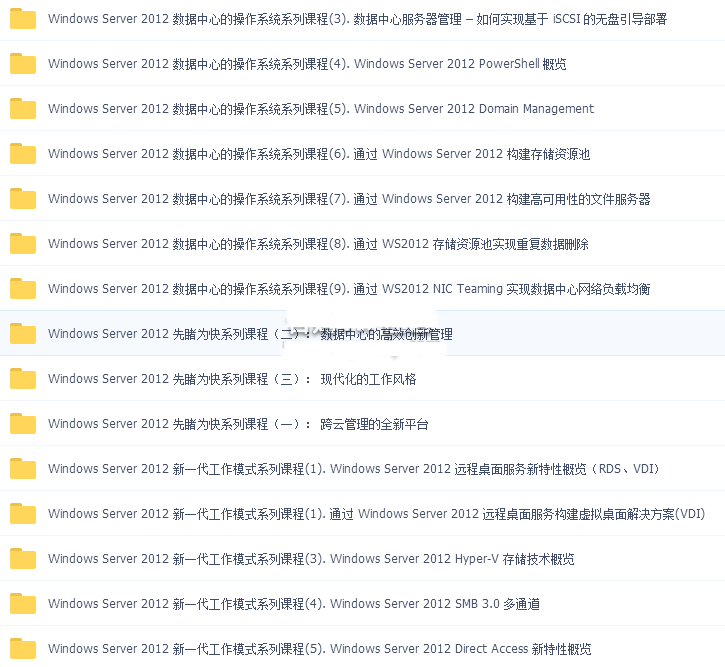 Windows Server 2012 数据中心的操作系统系列课程(3). 数据中心服务器管理 – 如何实现基于 iSCSI 的无盘引导部署
Windows Server 2012 数据中心的操作系统系列课程(4). Windows Server 2012 PowerShell 概览
Windows Server 2012 数据中心的操作系统系列课程(5). Windows Server 2012 Domain Management
Windows Server 2012 数据中心的操作系统系列课程(6). 通过 Windows Server 2012 构建存储资源池
Windows Server 2012 数据中心的操作系统系列课程(7). 通过 Windows Server 2012 构建高可用性的文件服务器
Windows Server 2012 数据中心的操作系统系列课程(8). 通过 WS2012 存储资源池实现重复数据删除
Windows Server 2012 数据中心的操作系统系列课程(9). 通过 WS2012 NIC Teaming 实现数据中心网络负载均衡
Windows Server 2012 先睹为快系列课程（二）： 数据中心的高效创新管理
Windows Server 2012 先睹为快系列课程（三）： 现代化的工作风格
Windows Server 2012 先睹为快系列课程（一）： 跨云管理的全新平台
Windows Server 2012 新一代工作模式系列课程(1). Windows Server 2012 远程桌面服务新特性概览（RDS、VDI）
Windows Server 2012 新一代工作模式系列课程(1). 通过 Windows Server 2012 远程桌面服务构建虚拟桌面解决方案(VDI)
Windows Server 2012 新一代工作模式系列课程(3). Windows Server 2012 Hyper-V 存储技术概览
Windows Server 2012 新一代工作模式系列课程(4). Windows Server 2012 SMB 3.0 多通道
Windows Server 2012 新一代工作模式系列课程(5). Windows Server 2012 Direct Access 新特性概览